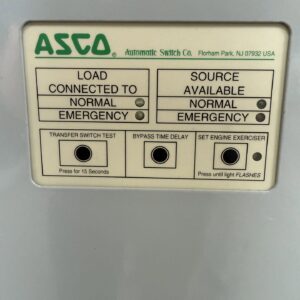 ASCO® Automatic Switch Co. Florham Park, NJ 07932 USA
LOAD
CONNECTED TO
NORMAL
EMERGENCY
SOURCE
AVAILABLE
NORMAL
EMERGENCY
TRANSFER SWITCH TEST
Press for 15 Seconds
BYPASS TIME DELAY
SET ENGINE EXERCISER
Press until light FLASHES